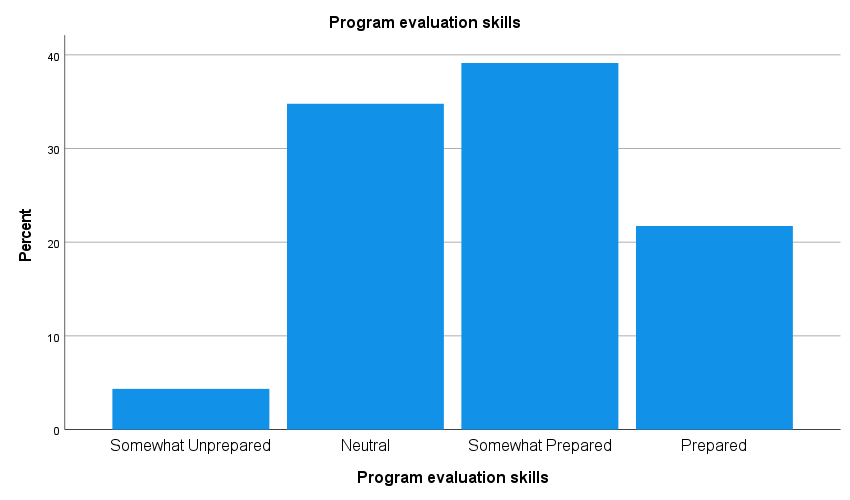 Program evaluation skills
Percent
40
30
20
10
0
Somewhat Unprepared
Neutral
Somewhat Prepared
Prepared
Program evaluation skills